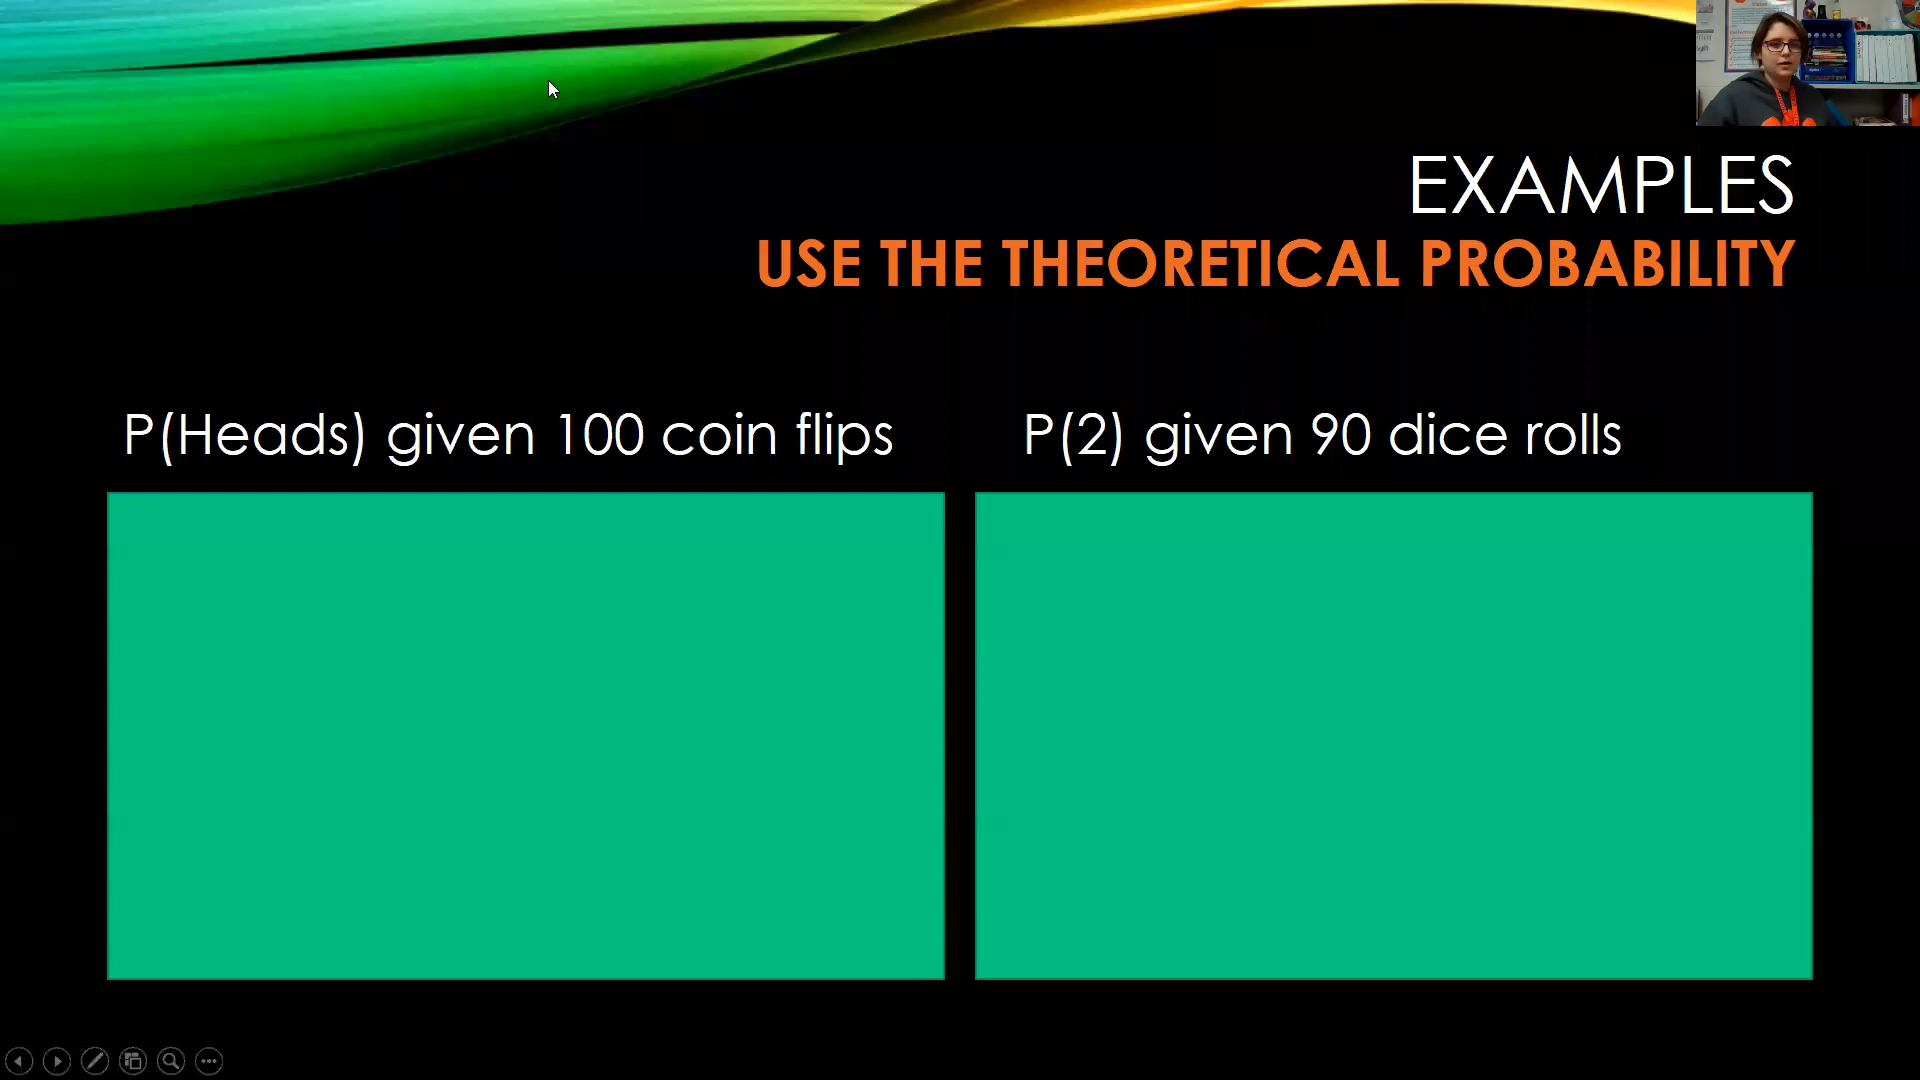 EXAMPLES
USE THE THEORETICAL PROBABILITY
P(Heads) given 100 coin flips
P(2) given 90 dice rolls